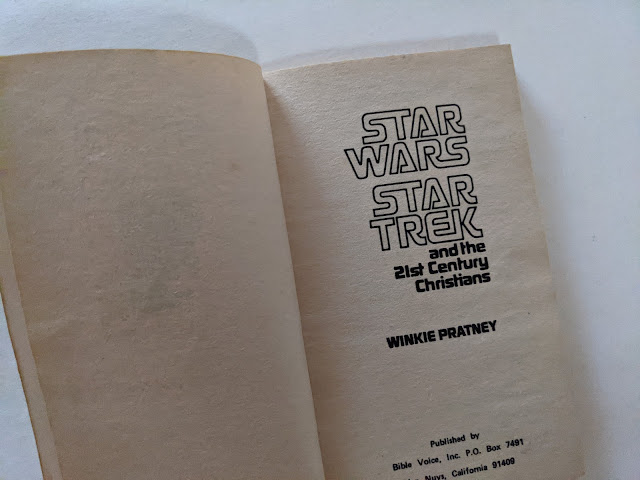 STAR
WARS
STAR
TREK
and the
21st Century
Christians
WINKIE PRATNEY
Published by
Bible Voice, Inc. P.O. Box 7491
Nuys, California 91409